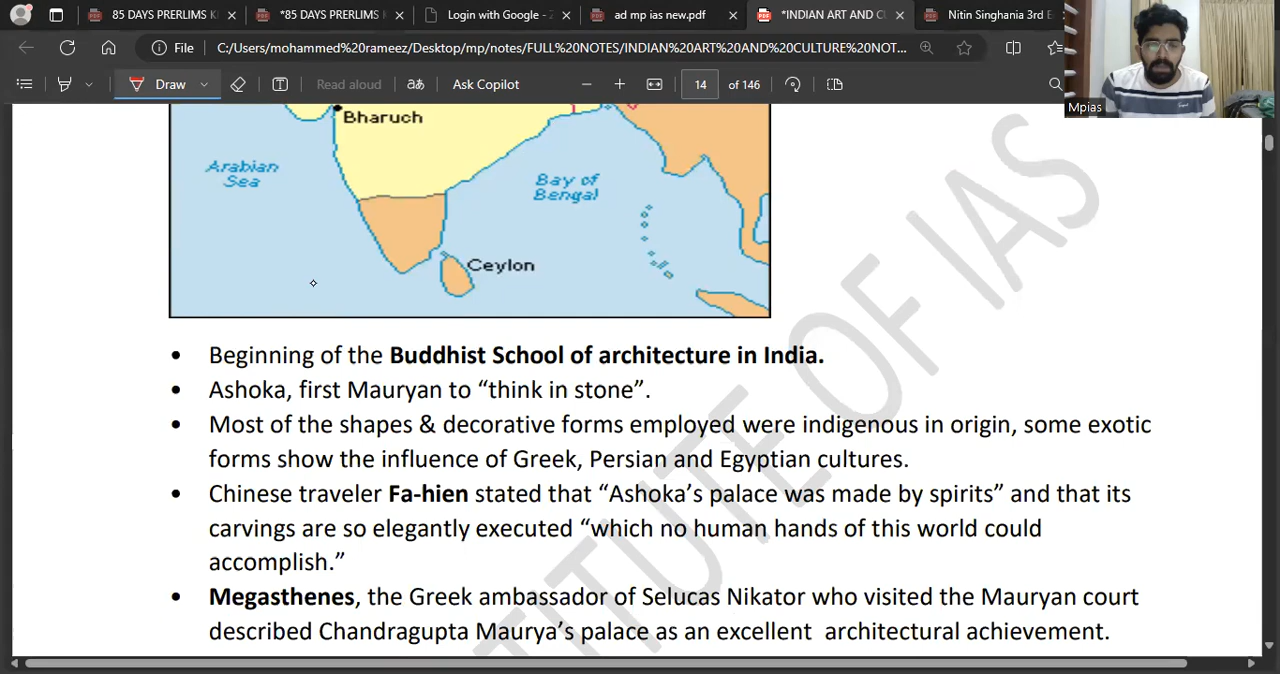 85 DAYS PRERLIMS K
*85 DAYS PRERLIMS
Login with Google - Z
ad mp ias new.pdf
*INDIAN ART AND CU
Nitin Singhania 3rd E
File
C:/Users/mohammed%20rameez/Desktop/mp/notes/FULL%20NOTES/INDIAN%20ART%20AND%20CULTURE%20NOT...
Draw
Read aloud
aあ
Ask Copilot
14 of 146
Mpias
Bharuch
Arabian
Sea
Bay of
Bengal
Ceylon
• Beginning of the Buddhist School of architecture in India.
• Ashoka, first Mauryan to “think in stone”.
• Most of the shapes & decorative forms employed were indigenous in origin, some exotic
forms show the influence of Greek, Persian and Egyptian cultures.
• Chinese traveler Fa-hien stated that “Ashoka’s palace was made by spirits” and that its
carvings are so elegantly executed “which no human hands of this world could
accomplish.”
• Megasthenes, the Greek ambassador of Selucas Nikator who visited the Mauryan court
described Chandragupta Maurya’s palace as an excellent architectural achievement.
TITUTE OF IAS